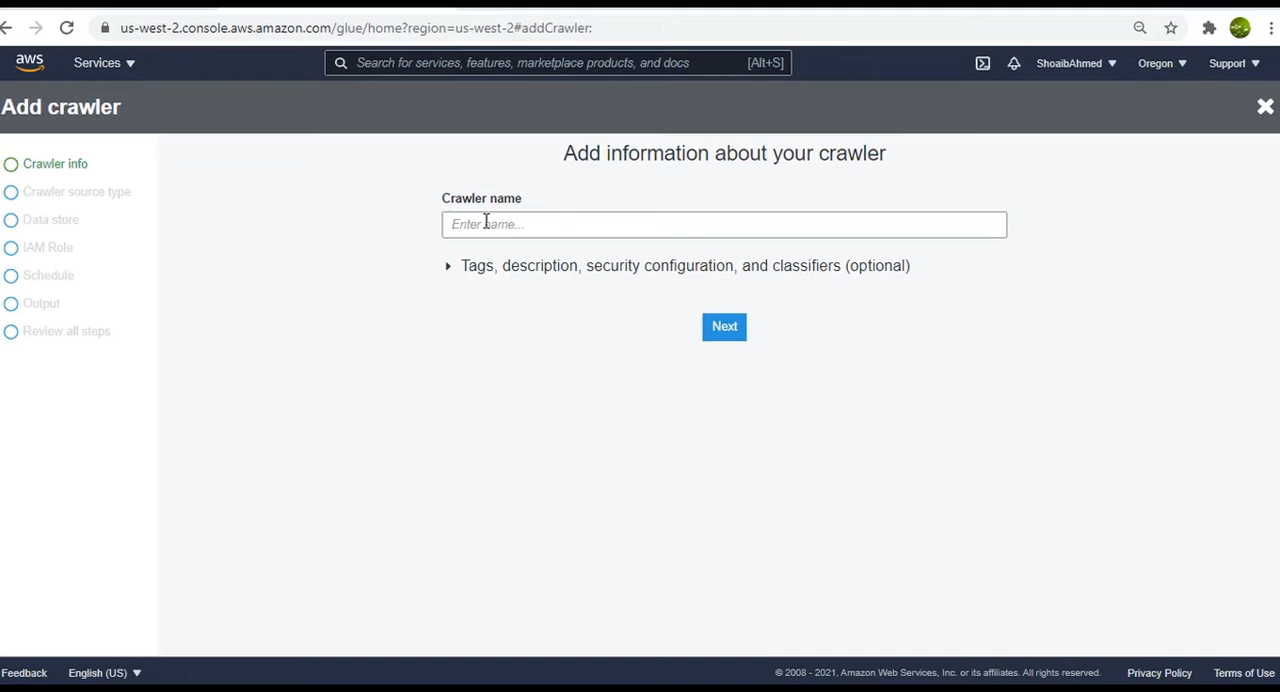 us-west-2.console.aws.amazon.com/glue/home?region=us-west-2#addCrawler:
aws Services Search for services, features, marketplace products, and docs [Alt+S] ShoaibAhmed Oregon Support
Add crawler
Crawler info
Crawler source type
Data store
IAM Role
Schedule
Output
Review all steps
Add information about your crawler
Crawler name
Enter name...
Tags, description, security configuration, and classifiers (optional)
Next
Feedback English (US) © 2008 - 2021, Amazon Web Services, Inc. or its affiliates. All rights reserved. Privacy Policy Terms of Use